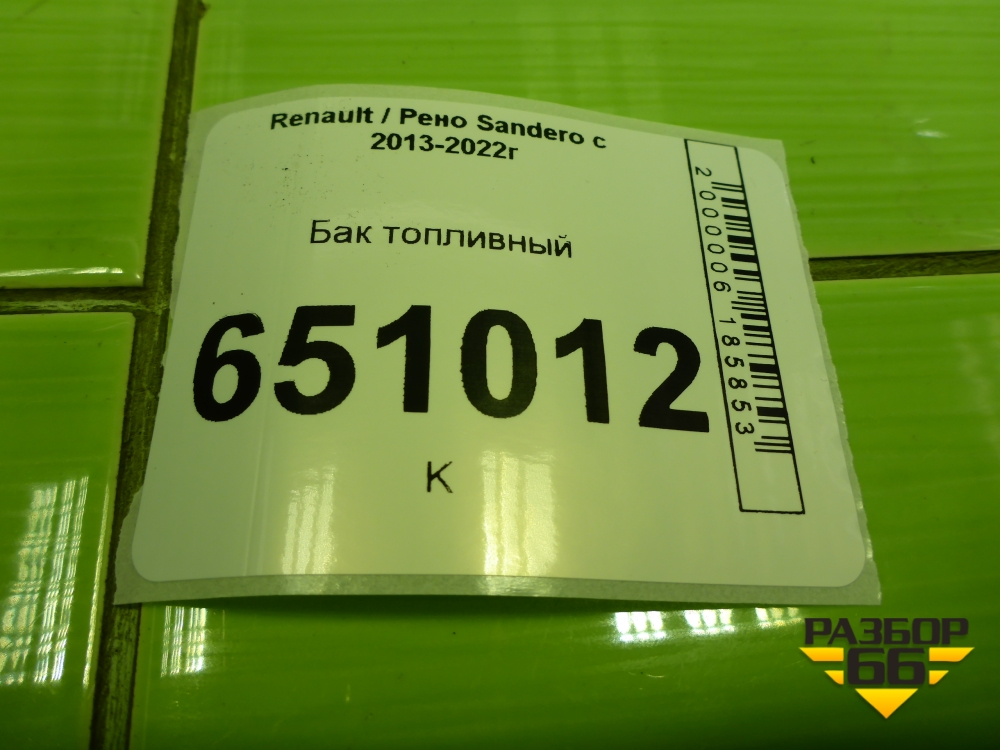 Renault / Рено Sandero с
2013-2022г
Бак топливный
651012
К
2000006185853
РАЗБОР
66